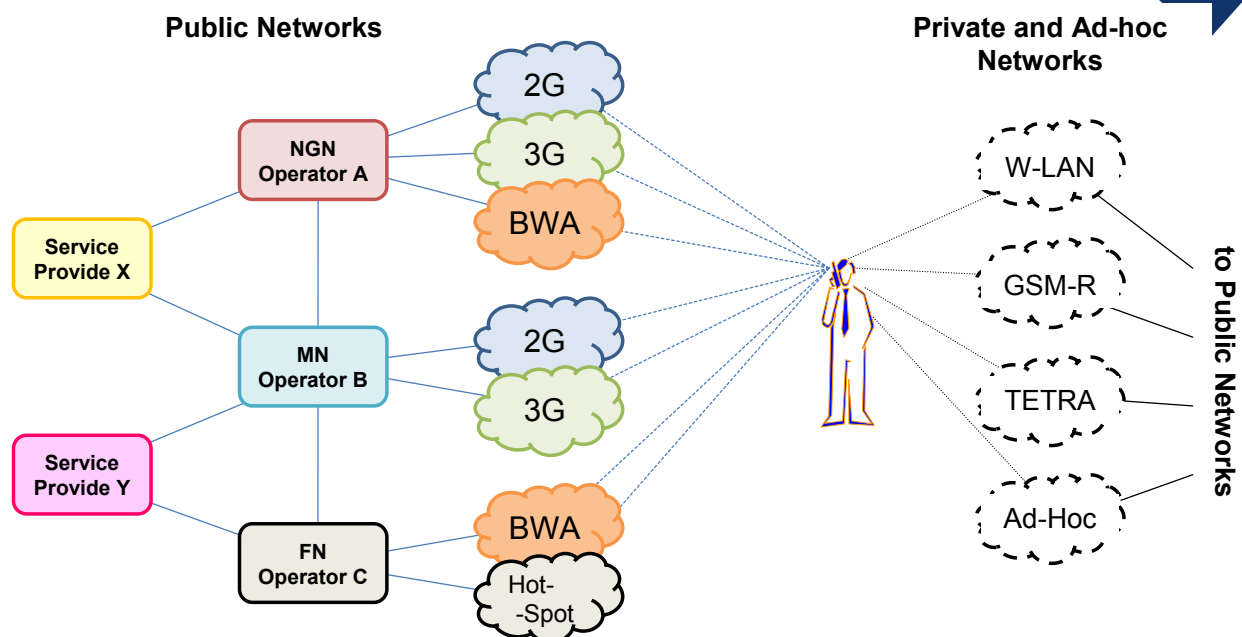 Public Networks
Private and Ad-hoc
Networks
2G
3G
BWA
NGN
Operator A
Service
Provide X
MN
Operator B
2G
3G
Service
Provide Y
FN
Operator C
BWA
Hot-
-Spot
W-LAN
GSM-R
TETRA
Ad-Hoc
to Public Networks